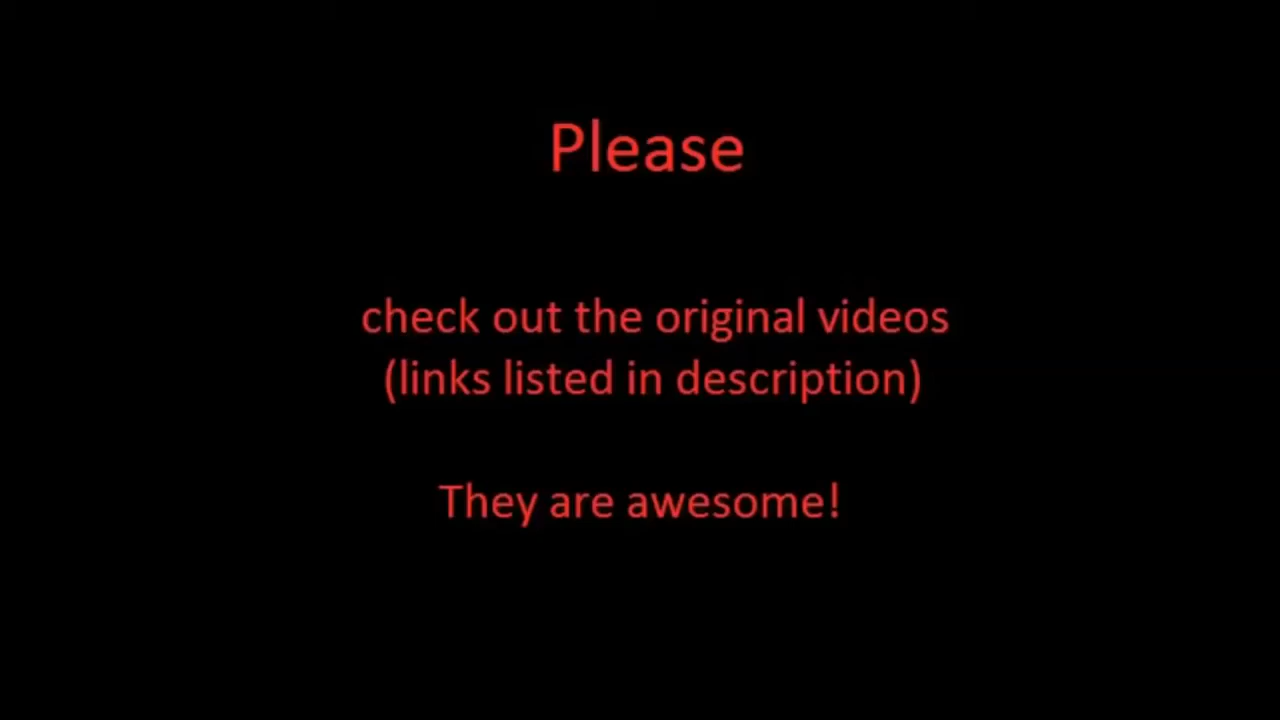 Please
check out the original videos
(links listed in description)
They are awesome!